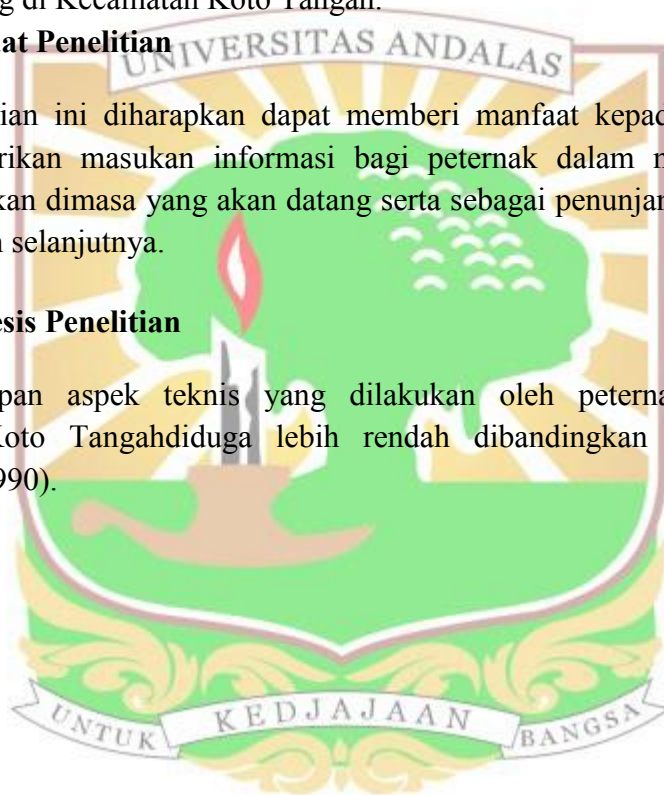 g di Kecamatan Koto Tangah.
at Penelitian
UNIVERSITAS ANDALAS
ian ini diharapkan dapat memberi manfaat kepad
rikan masukan informasi bagi peternak dalam m
kan dimasa yang akan datang serta sebagai penunjan
n selanjutnya.
esis Penelitian
pan aspek teknis yang dilakukan oleh peterna
Koto Tangahdiduga lebih rendah dibandingkan
990).
UNTUK KEDJAJAAN BANGSA